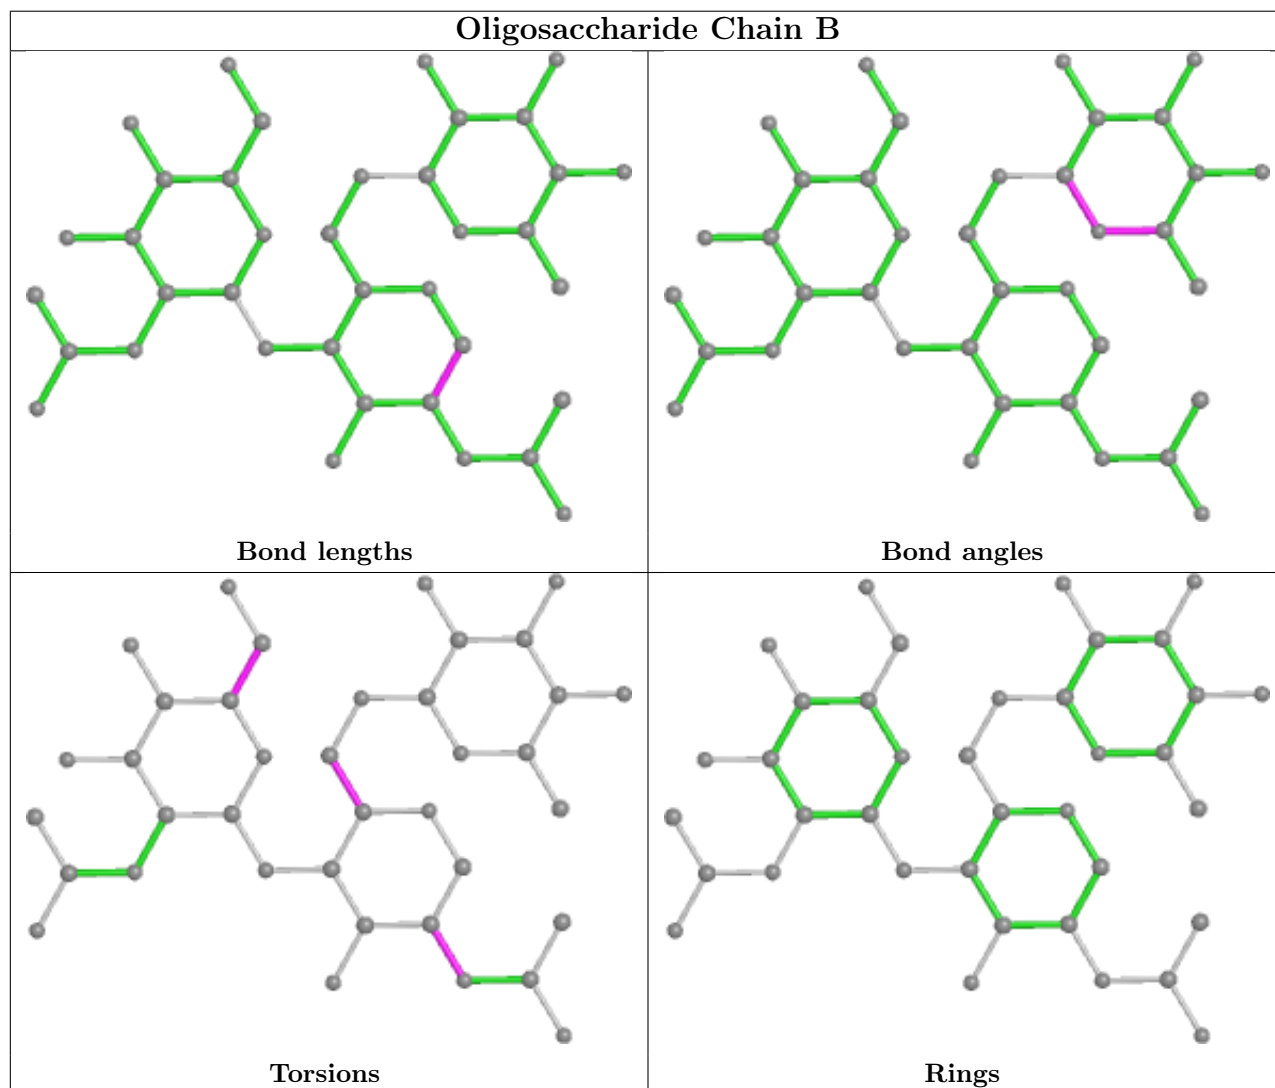 Oligosaccharide Chain B
Bond lengths
Bond angles
Torsions
Rings